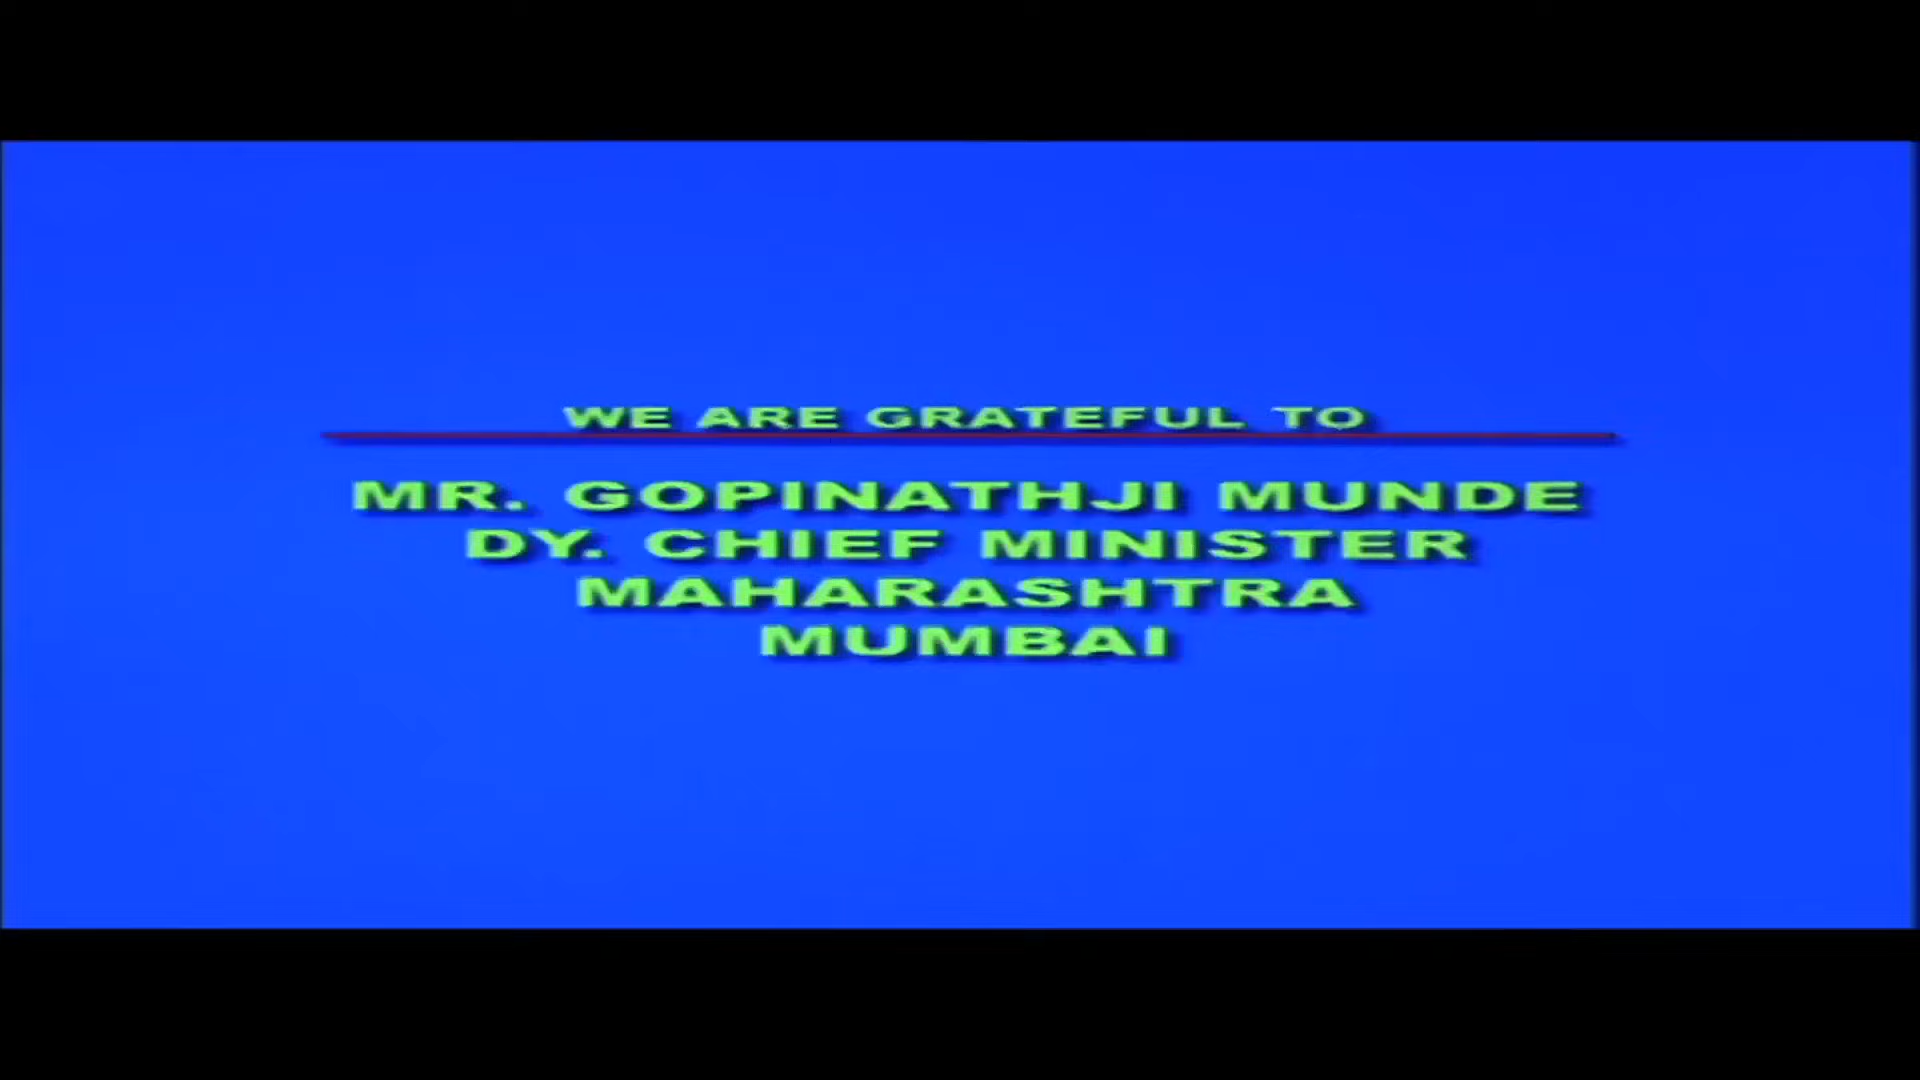 WE ARE GRATEFUL TO
MR. GOPINATHJI MUNDE
DY. CHIEF MINISTER
MAHARASHTRA
MUMBAI